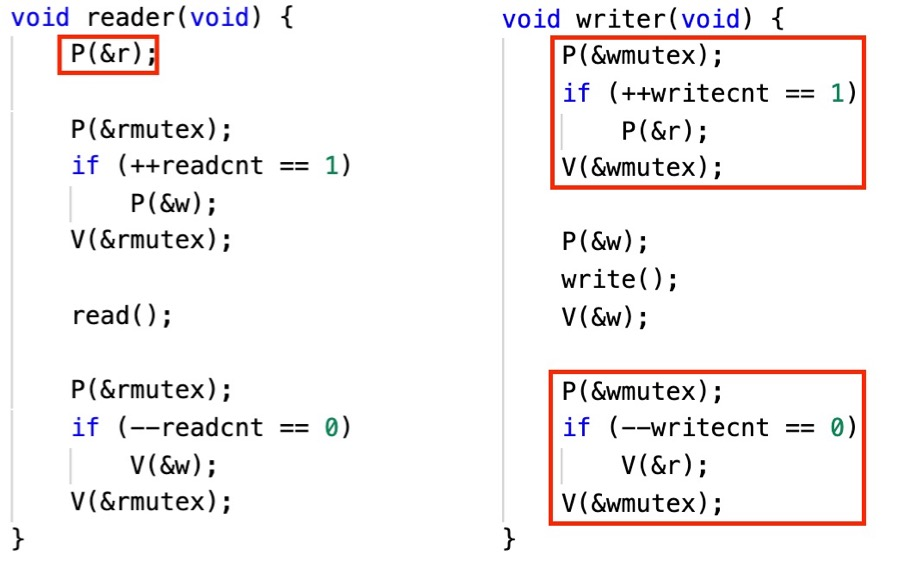 void reader(void) {
    P(&r);

    P(&rmutex);
    if (++readcnt == 1)
        P(&w);
    V(&rmutex);

    read();

    P(&rmutex);
    if (--readcnt == 0)
        V(&w);
    V(&rmutex);
}
void writer(void) {
    P(&wmutex);
    if (++writecnt == 1)
        P(&r);
    V(&wmutex);

    P(&w);
    write();
    V(&w);

    P(&wmutex);
    if (--writecnt == 0)
        V(&r);
    V(&wmutex);
}